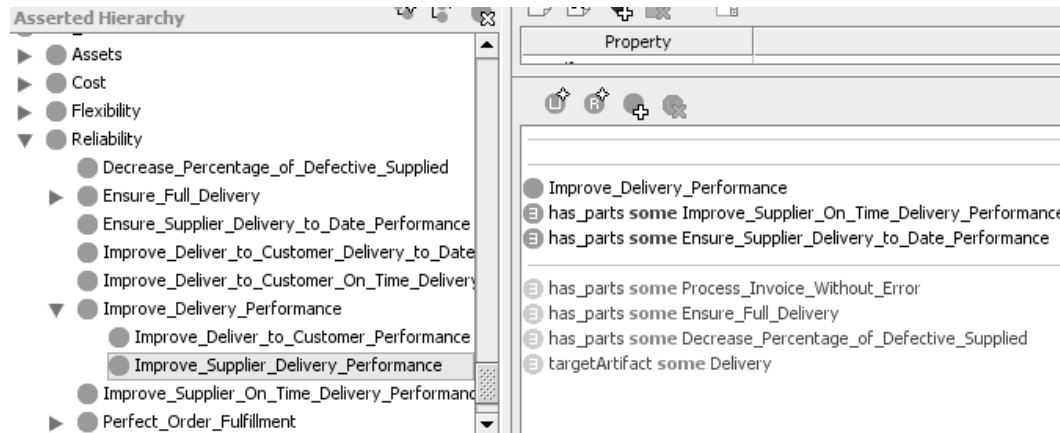 Asserted Hierarchy
Assets
Cost
Flexibility
Reliability
Decrease_Percentage_of_Defective_Supplied
Ensure_Full_Delivery
Ensure_Supplier_Delivery_to_Date_Performance
Improve_Deliver_to_Customer_Delivery_to_Date
Improve_Deliver_to_Customer_On_Time_Delivery
Improve_Delivery_Performance
Improve_Deliver_to_Customer_Performance
Improve_Supplier_Delivery_Performance
Improve_Supplier_On_Time_Delivery_Performanc
Perfect_Order_Fulfillment
Property
Improve_Delivery_Performance
has_parts some Improve_Supplier_On_Time_Delivery_Performance
has_parts some Ensure_Supplier_Delivery_to_Date_Performance
has_parts some Process_Invoice_Without_Error
has_parts some Ensure_Full_Delivery
has_parts some Decrease_Percentage_of_Defective_Supplied
targetArtifact some Delivery